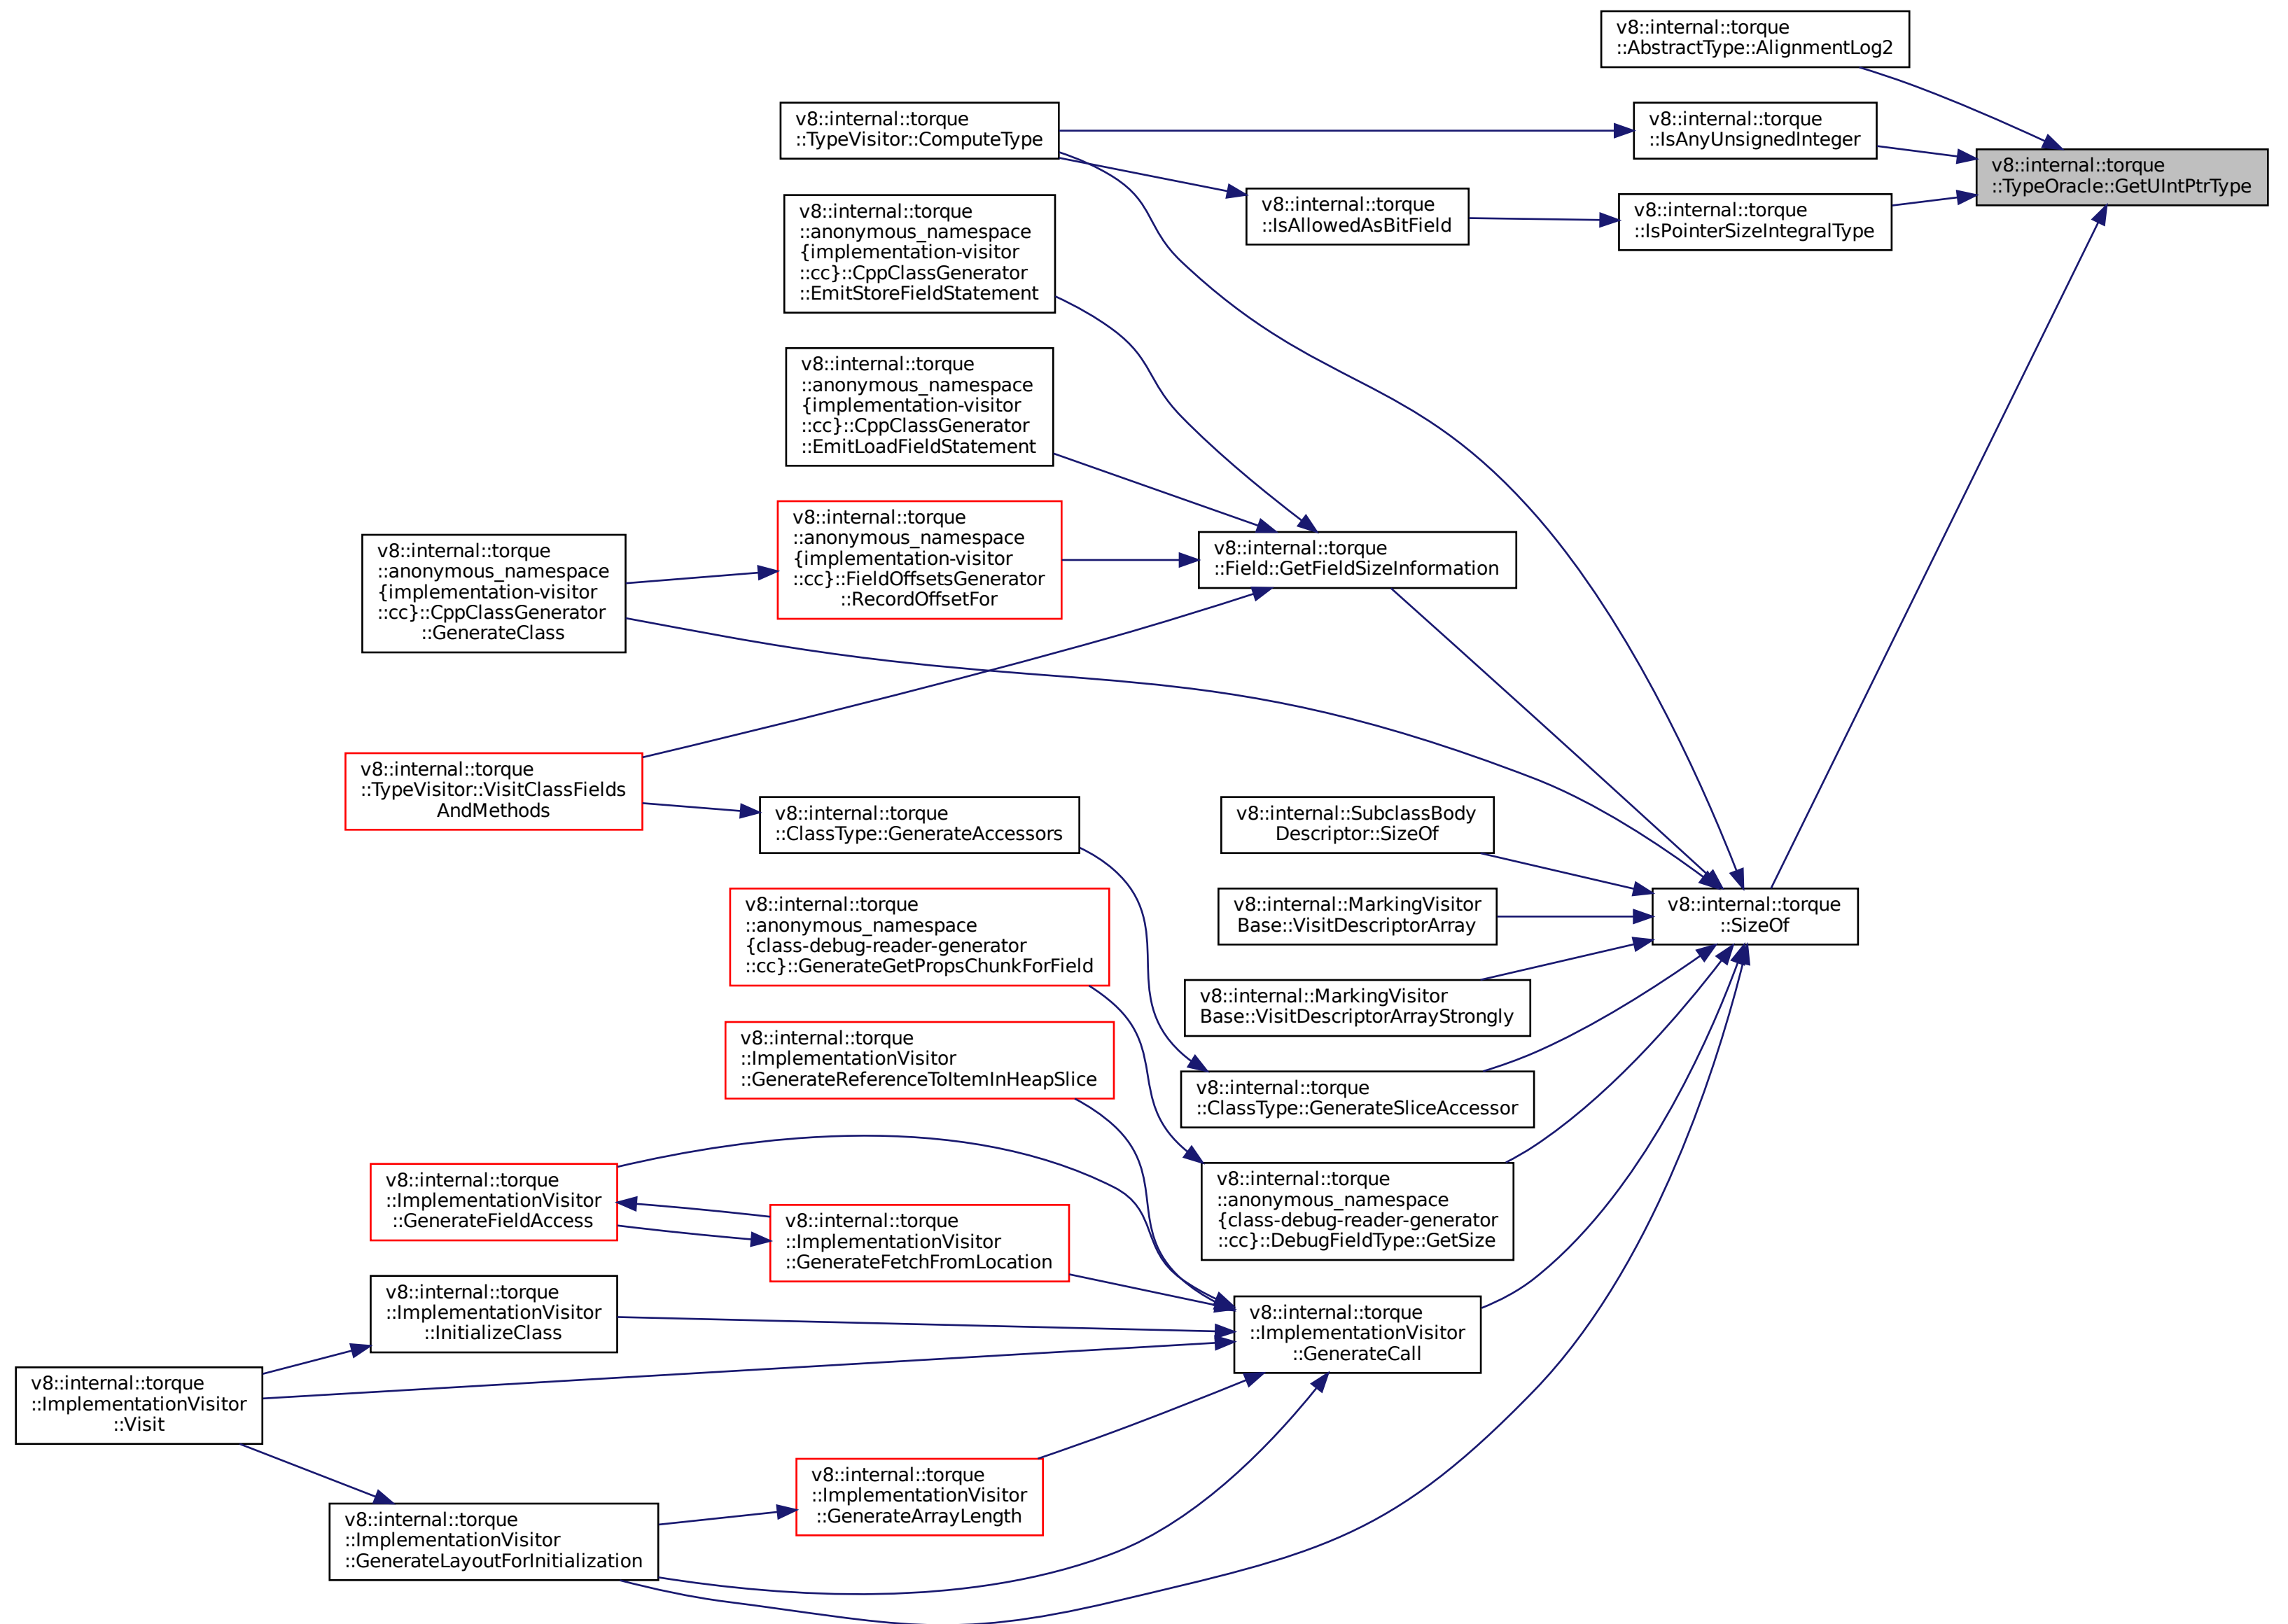 v8::internal::torque
::AbstractType::AlignmentLog2
v8::internal::torque
::TypeVisitor::ComputeType
v8::internal::torque
::IsAnyUnsignedInteger
v8::internal::torque
::TypeOracle::GetUIntPtrType
v8::internal::torque
::IsAllowedAsBitField
v8::internal::torque
::IsPointerSizeIntegralType
v8::internal::torque
::anonymous_namespace
{implementation-visitor
::cc}::CppClassGenerator
::EmitStoreFieldStatement
v8::internal::torque
::anonymous_namespace
{implementation-visitor
::cc}::CppClassGenerator
::EmitLoadFieldStatement
v8::internal::torque
::anonymous_namespace
{implementation-visitor
::cc}::FieldOffsetsGenerator
::RecordOffsetFor
v8::internal::torque
::anonymous_namespace
{implementation-visitor
::cc}::CppClassGenerator
::GenerateClass
v8::internal::torque
::Field::GetFieldSizeInformation
v8::internal::torque
::TypeVisitor::VisitClassFields
AndMethods
v8::internal::torque
::ClassType::GenerateAccessors
v8::internal::SubclassBody
Descriptor::SizeOf
v8::internal::torque
::anonymous_namespace
{class-debug-reader-generator
::cc}::GenerateGetPropsChunkForField
v8::internal::MarkingVisitor
Base::VisitDescriptorArray
v8::internal::torque
::SizeOf
v8::internal::MarkingVisitor
Base::VisitDescriptorArrayStrongly
v8::internal::torque
::ImplementationVisitor
::GenerateReferenceToItemInHeapSlice
v8::internal::torque
::ClassType::GenerateSliceAccessor
v8::internal::torque
::ImplementationVisitor
::GenerateFieldAccess
v8::internal::torque
::ImplementationVisitor
::GenerateFetchFromLocation
v8::internal::torque
::anonymous_namespace
{class-debug-reader-generator
::cc}::DebugFieldType::GetSize
v8::internal::torque
::ImplementationVisitor
::InitializeClass
v8::internal::torque
::ImplementationVisitor
::GenerateCall
v8::internal::torque
::ImplementationVisitor
::Visit
v8::internal::torque
::ImplementationVisitor
::GenerateArrayLength
v8::internal::torque
::ImplementationVisitor
::GenerateLayoutForInitialization